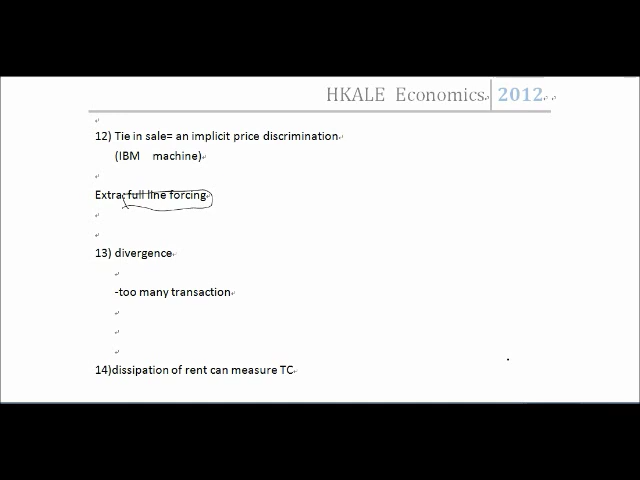 HKALE Economics 2012
12) Tie in sale= an implicit price discrimination
(IBM machine)
Extra: full line forcing
13) divergence
-too many transaction
14)dissipation of rent can measure TC